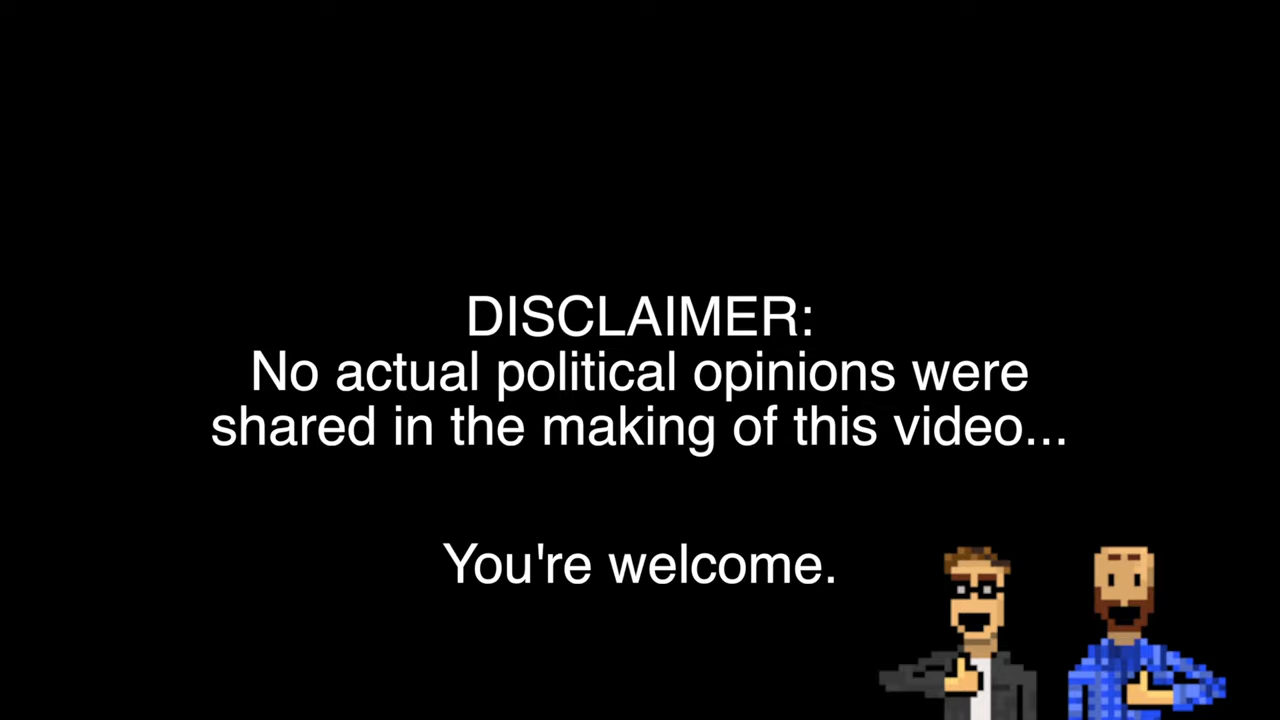 DISCLAIMER:
No actual political opinions were
shared in the making of this video...
You're welcome.